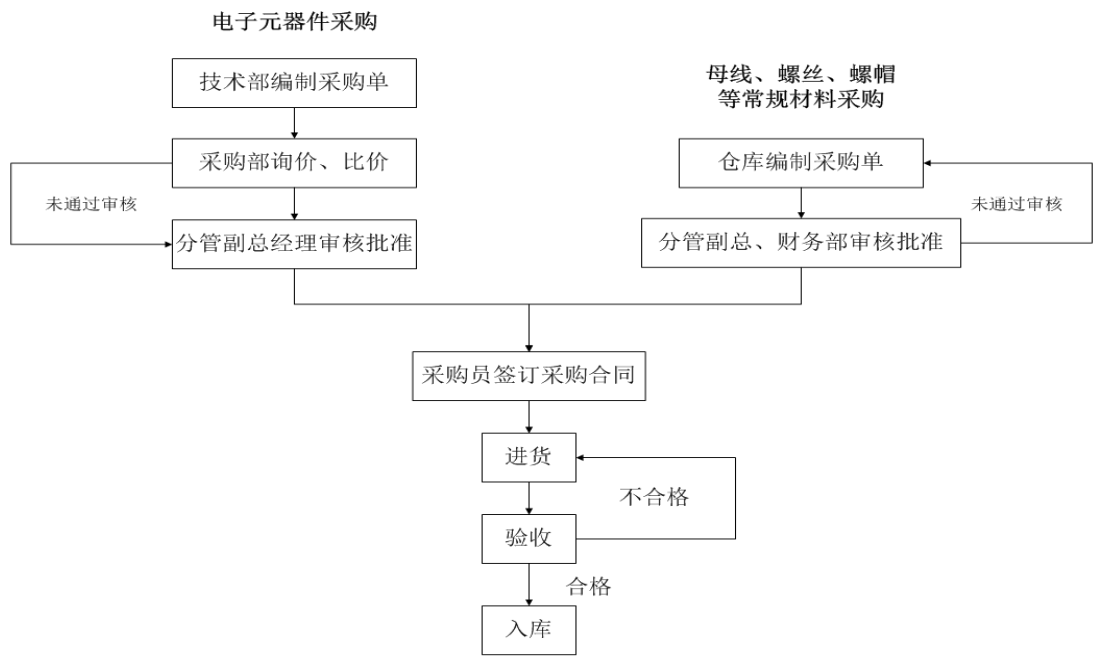 电子元器件采购
技术部编制采购单
采购部询价、比价
未通过审核
分管副总经理审核批准
母线、螺丝、螺帽
等常规材料采购
仓库编制采购单
未通过审核
分管副总、财务部审核批准
采购员签订采购合同
进货
不合格
验收
合格
入库